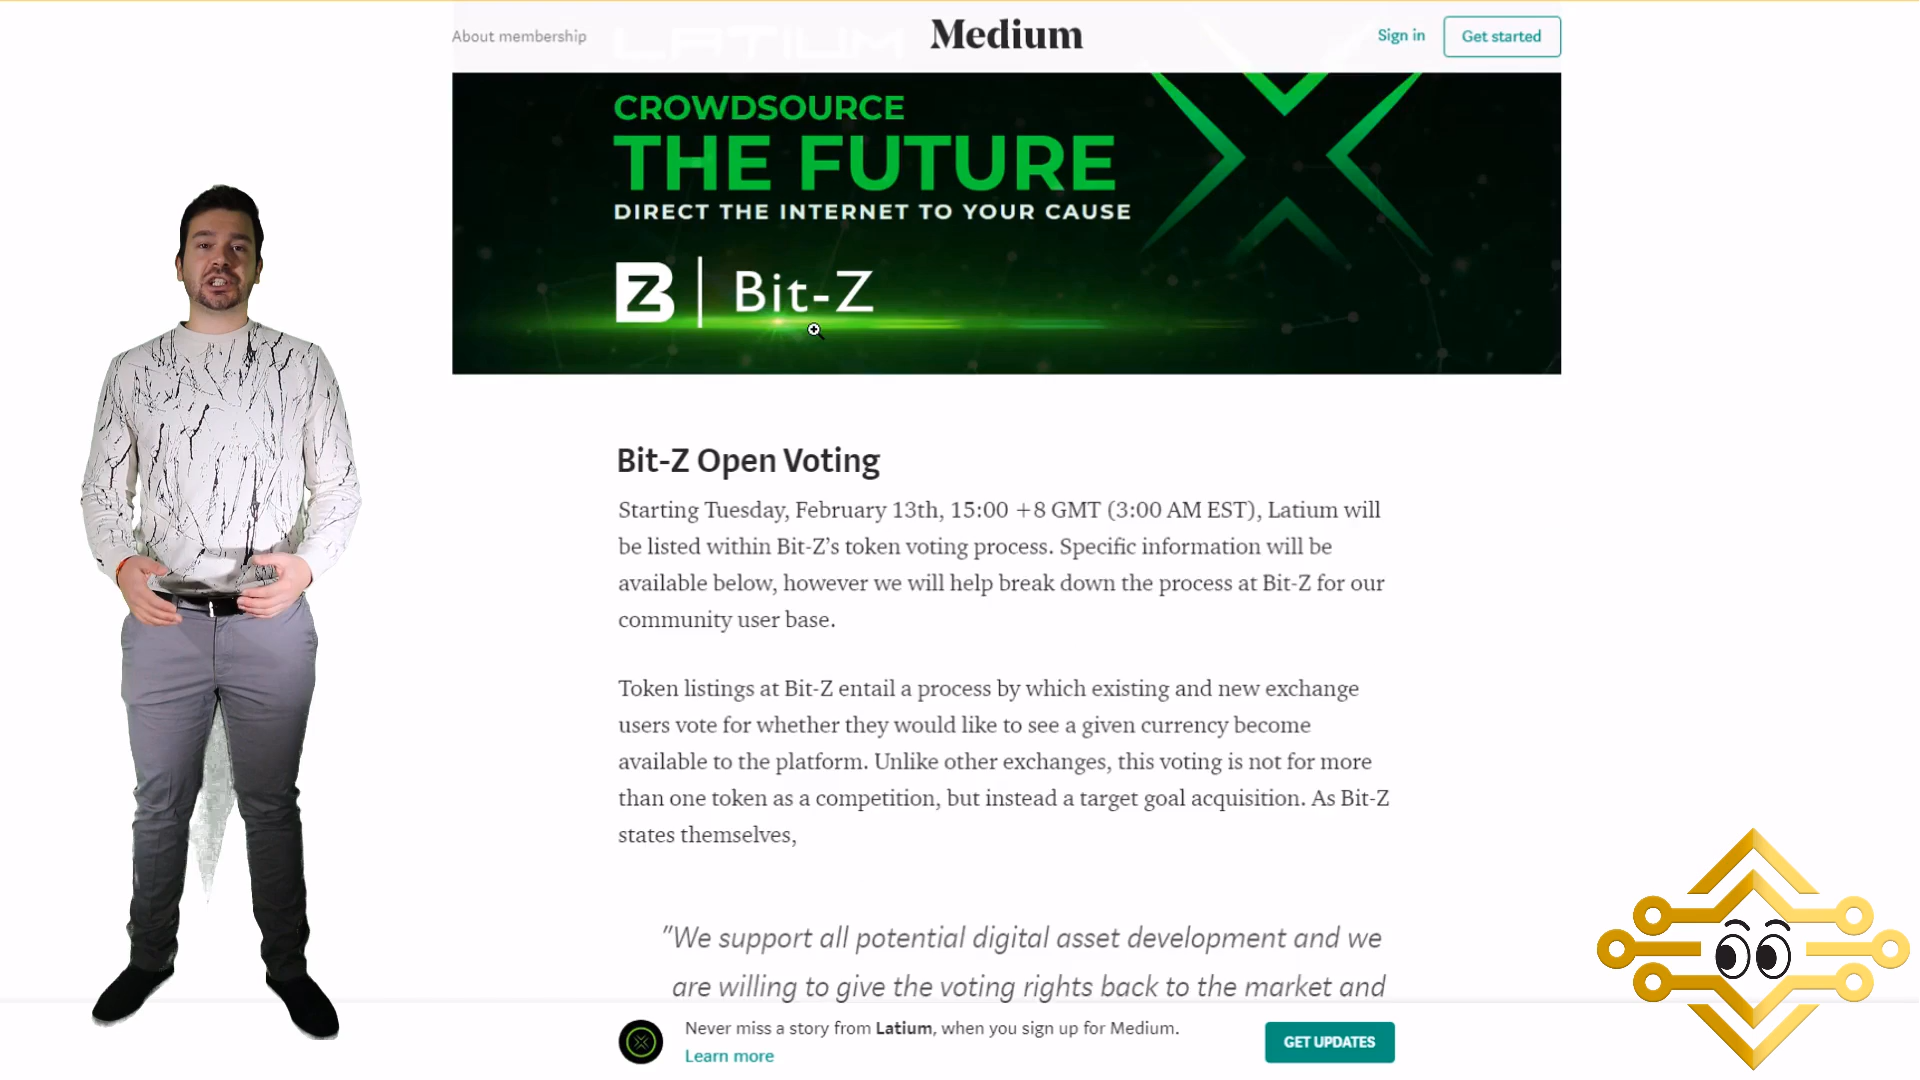 About membership
LATIUM
Medium
Sign in
Get started
CROWDSOURCE
THE FUTURE
DIRECT THE INTERNET TO YOUR CAUSE
Bit-Z
Bit-Z Open Voting
Starting Tuesday, February 13th, 15:00 +8 GMT (3:00 AM EST), Latium will
be listed within Bit-Z’s token voting process. Specific information will be
available below, however we will help break down the process at Bit-Z for our
community user base.
Token listings at Bit-Z entail a process by which existing and new exchange
users vote for whether they would like to see a given currency become
available to the platform. Unlike other exchanges, this voting is not for more
than one token as a competition, but instead a target goal acquisition. As Bit-Z
states themselves,
"We support all potential digital asset development and we
are willing to give the voting rights back to the market and
Never miss a story from Latium, when you sign up for Medium.
Learn more
GET UPDATES